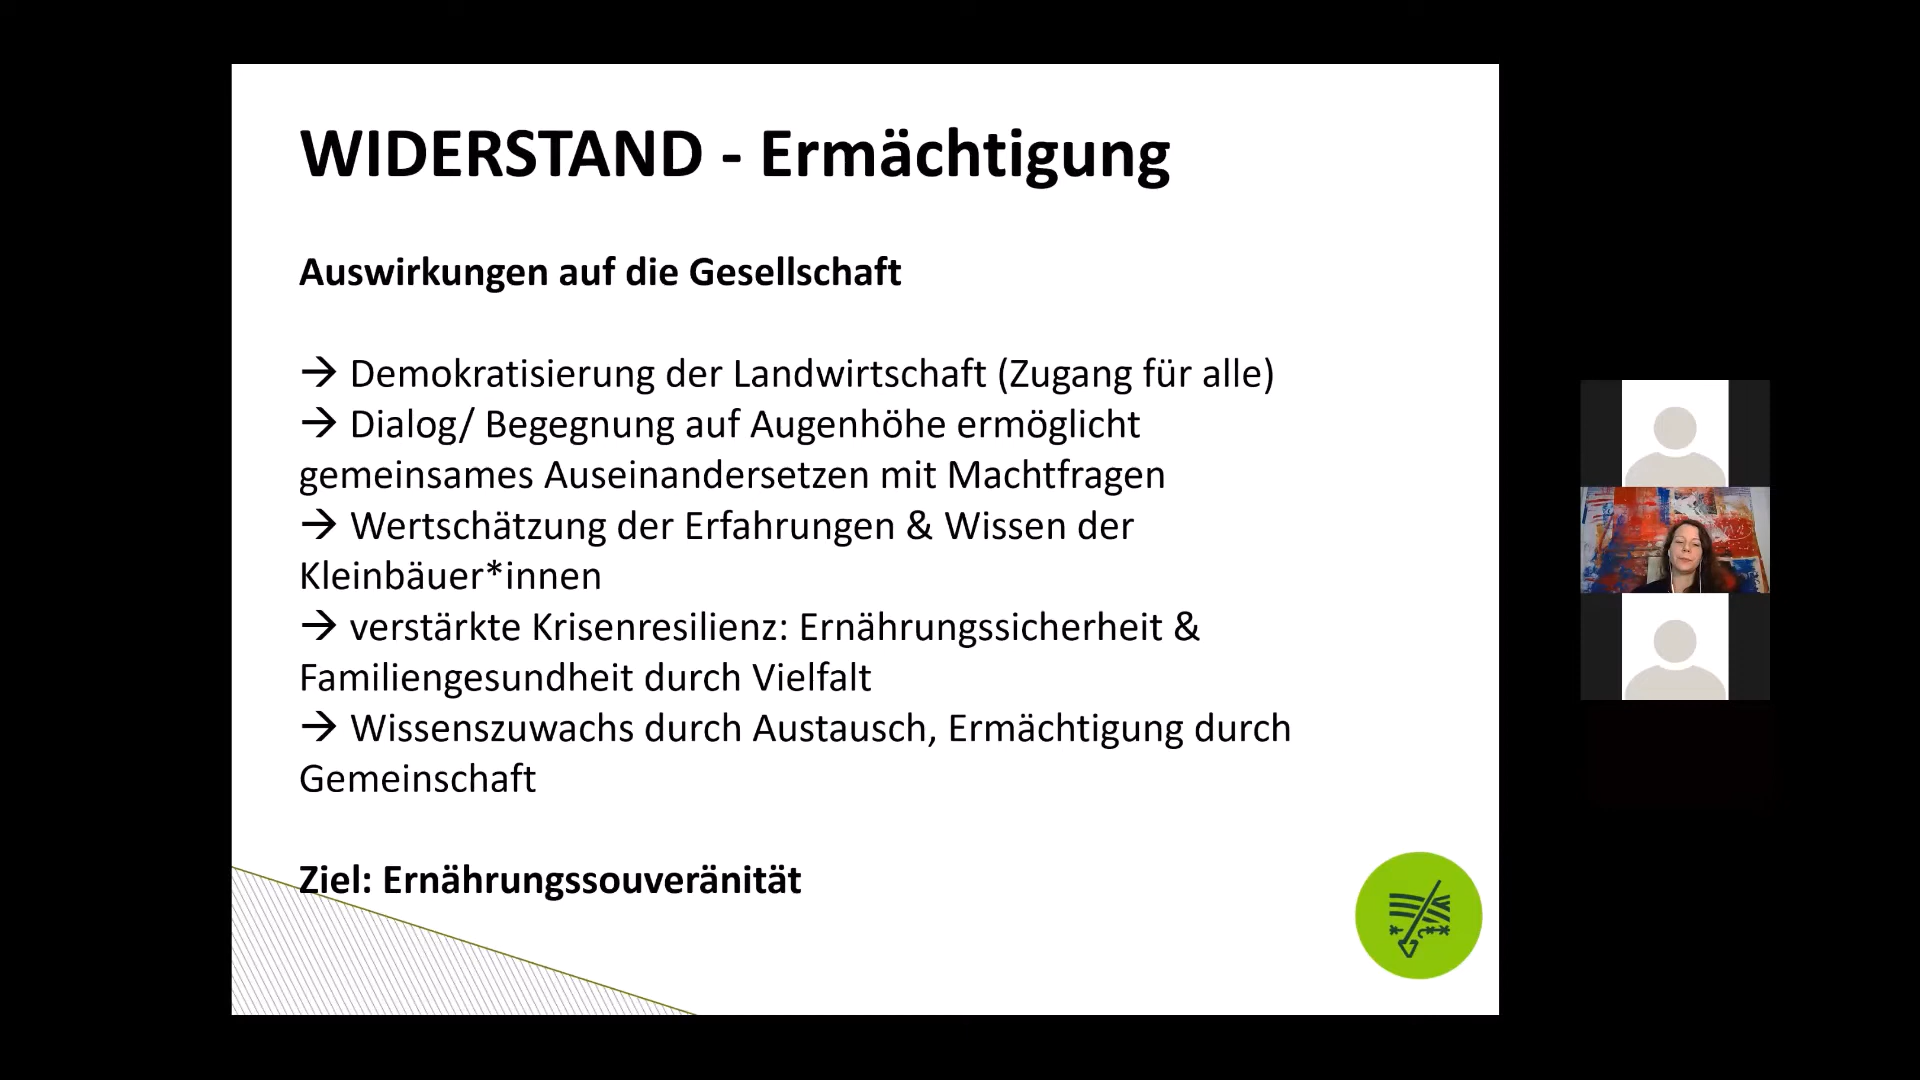 WIDERSTAND - Ermächtigung
Auswirkungen auf die Gesellschaft
→ Demokratisierung der Landwirtschaft (Zugang für alle)
→ Dialog/ Begegnung auf Augenhöhe ermöglicht
gemeinsames Auseinandersetzen mit Machtfragen
→ Wertschätzung der Erfahrungen & Wissen der
Kleinbäuer*innen
→ verstärkte Krisenresilienz: Ernährungssicherheit &
Familiengesundheit durch Vielfalt
→ Wissenszuwachs durch Austausch, Ermächtigung durch
Gemeinschaft
Ziel: Ernährungssouveränität